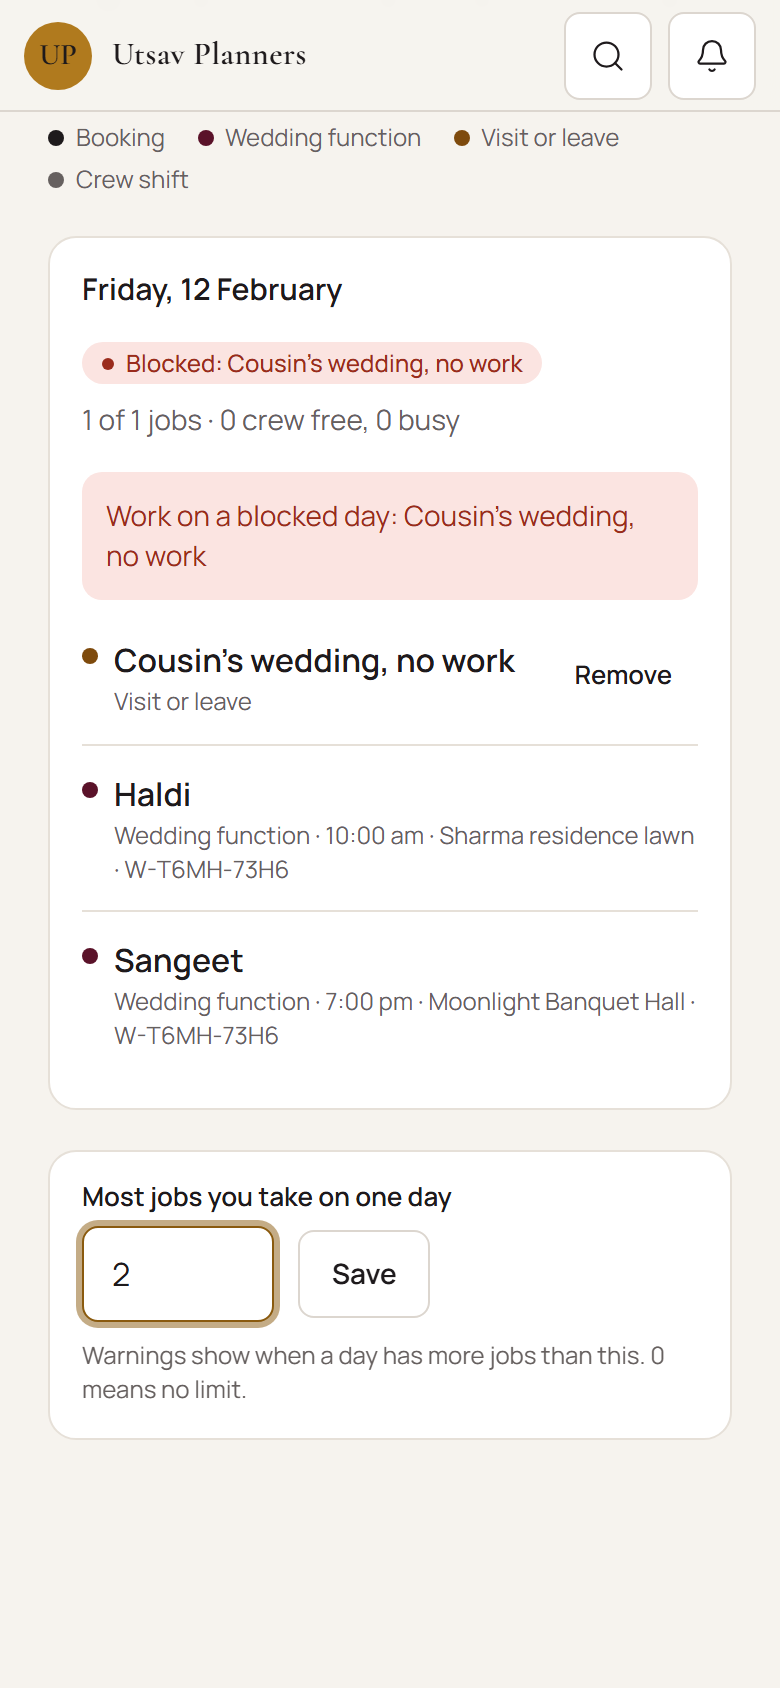 UP Utsav Planners
Booking Wedding function Visit or leave
Crew shift
Friday, 12 February
Blocked: Cousin's wedding, no work
1 of 1 jobs · 0 crew free, 0 busy
Work on a blocked day: Cousin's wedding,
no work
Cousin's wedding, no work
Remove
Visit or leave
Haldi
Wedding function · 10:00 am · Sharma residence lawn
· W-T6MH-73H6
Sangeet
Wedding function · 7:00 pm · Moonlight Banquet Hall ·
W-T6MH-73H6
Most jobs you take on one day
2 Save
Warnings show when a day has more jobs than this. 0
means no limit.